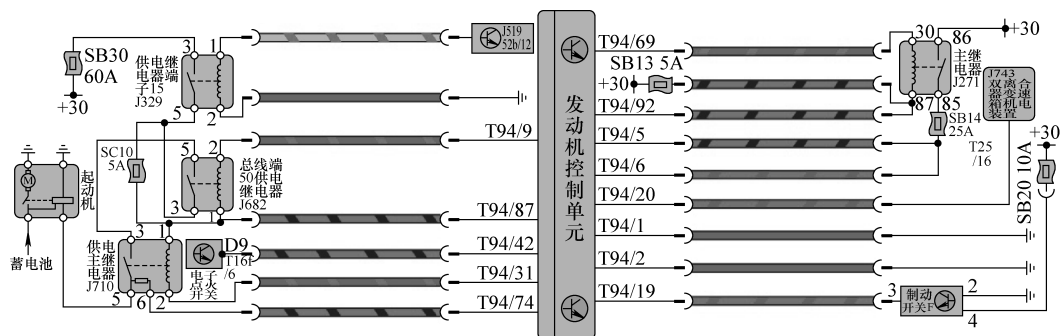 SB30
60A
+30
3
1
供电继
电器端
子15
J329
5
2
J519
52b/12
T94/9
SC10
5A
5
2
总线端
50供电
继电器
J682
3
1
M
起动机
蓄电池
3
1
供电
主继
电器
J710
5
6
2
D9
T16f
/6
电子
点火
开关
T94/87
T94/42
T94/31
T94/74
发动机控制单元
T94/69
SB13 5A
+30
T94/92
T94/5
T94/6
T94/20
T94/1
T94/2
T94/19
30
86
+30
主继
电器
J271
87
85
SB14
25A
T25
/16
J743
双离合
器变速
箱机电
装置
+30
SB20 10A
3
制动
开关F
2
4